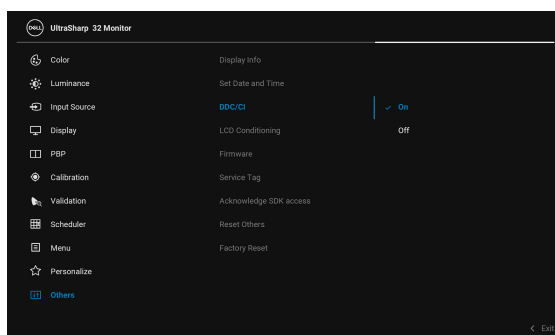 DELL UltraSharp 32 Monitor
Color Display Info
Luminance Set Date and Time
Input Source DDC/CI On
Display LCD Conditioning Off
PBP Firmware
Calibration Service Tag
Validation Acknowledge SDK access
Scheduler Reset Others
Menu Factory Reset
Personalize
Others
Exit